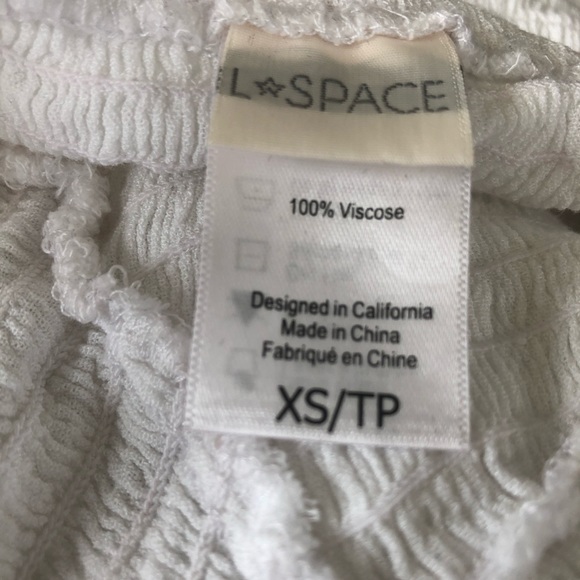 L☆SPACE
100% Viscose
Designed in California
Made in China
Fabriqué en Chine
XS/TP